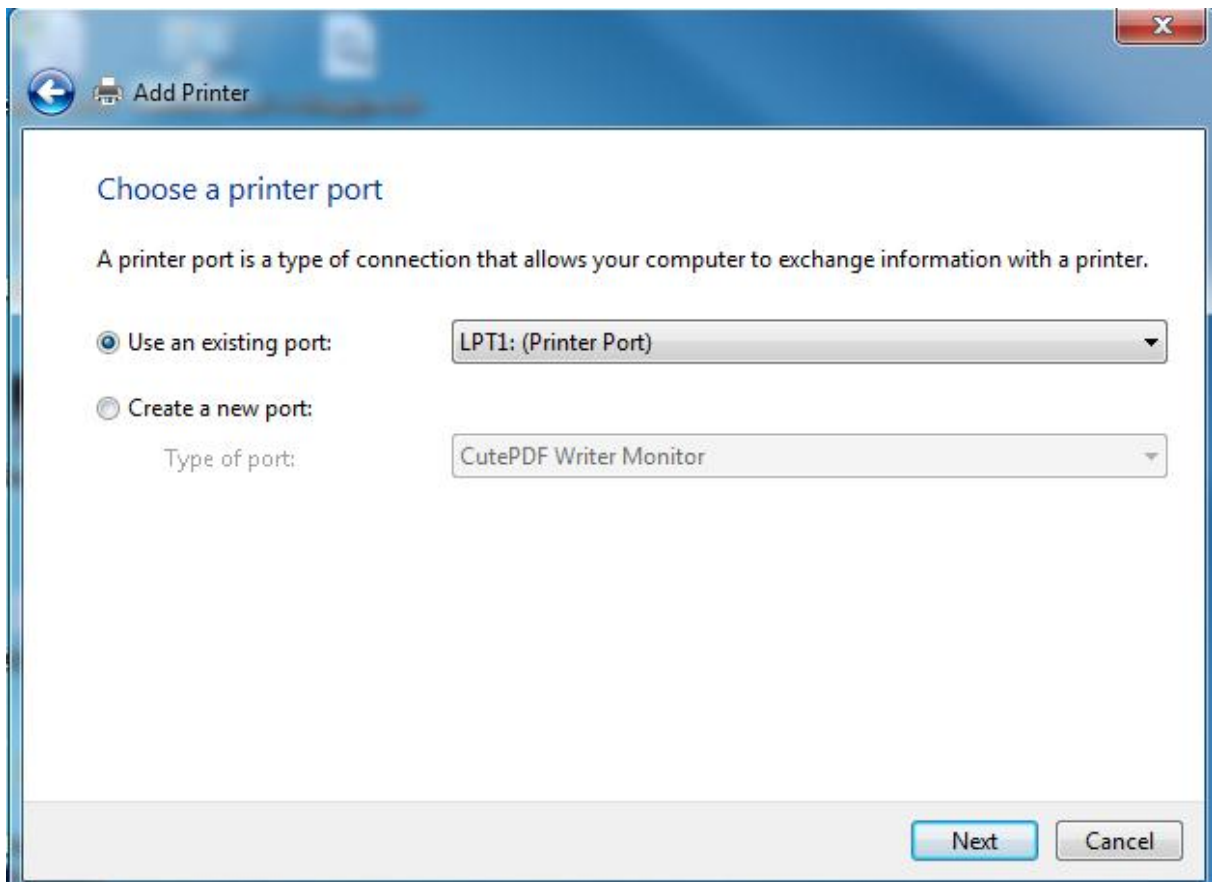 Add Printer
Choose a printer port
A printer port is a type of connection that allows your computer to exchange information with a printer.
Use an existing port: LPT1: (Printer Port)
Create a new port:
Type of port: CutePDF Writer Monitor
Next Cancel